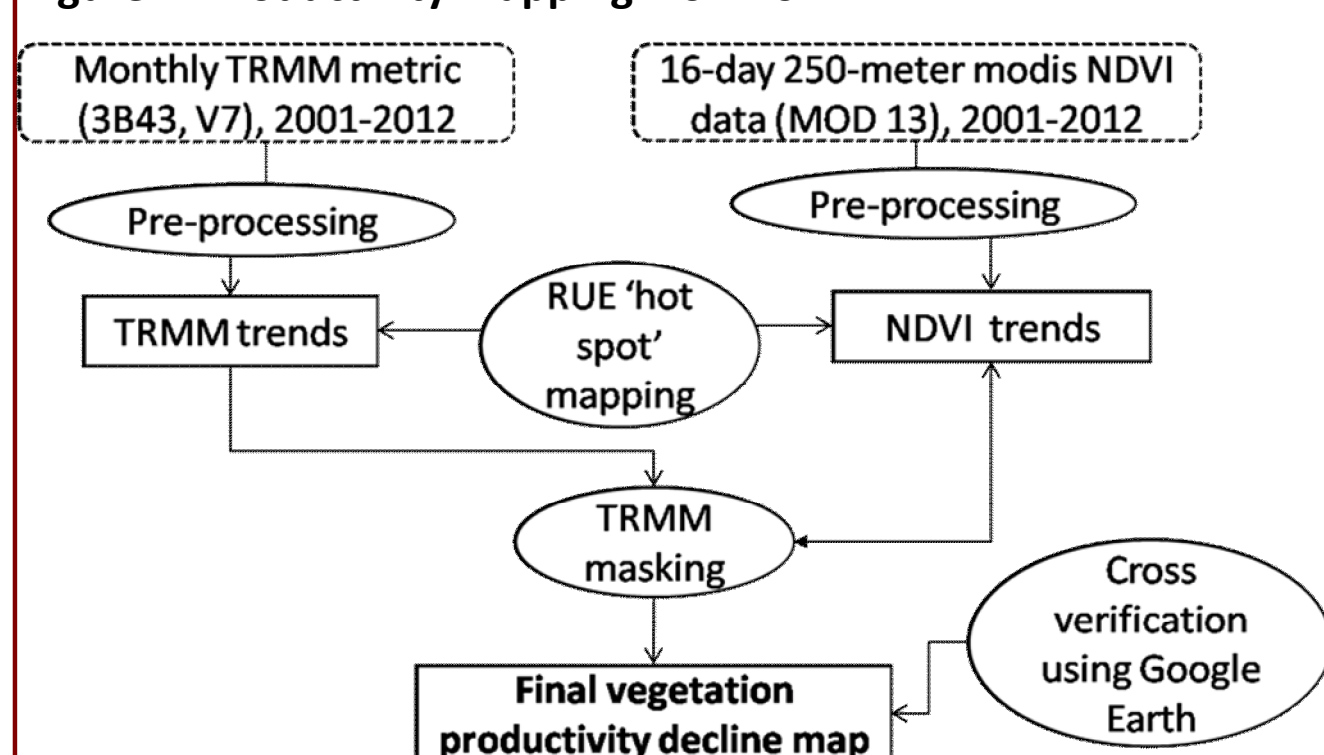 Monthly TRMM metric
(3B43, V7), 2001-2012
16-day 250-meter modis NDVI
data (MOD 13), 2001-2012
Pre-processing
Pre-processing
TRMM trends
RUE ‘hot
spot’
mapping
NDVI trends
TRMM
masking
Cross
verification
using Google
Earth
Final vegetation
productivity decline map